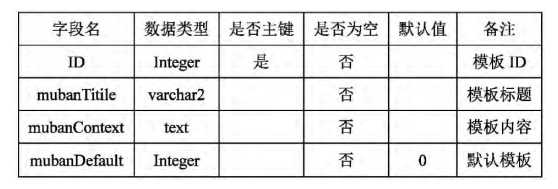 字段名 数据类型 是否主键 是否为空 默认值 备注
ID Integer 是 否 模板 ID
mubanTitile varchar2 否 模板标题
mubanContext text 否 模板内容
mubanDefault Integer 否 0 默认模板